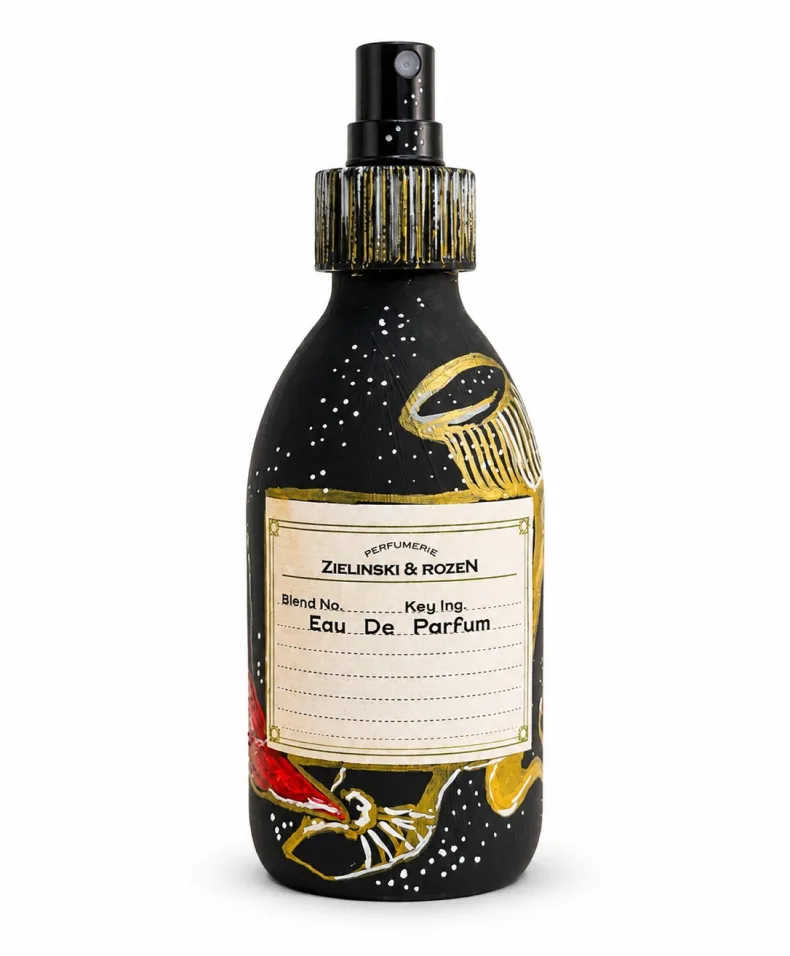 PERFUMERIE
ZIELINSKI & ROZEN
Blend No. Key Ing.
Eau De Parfum